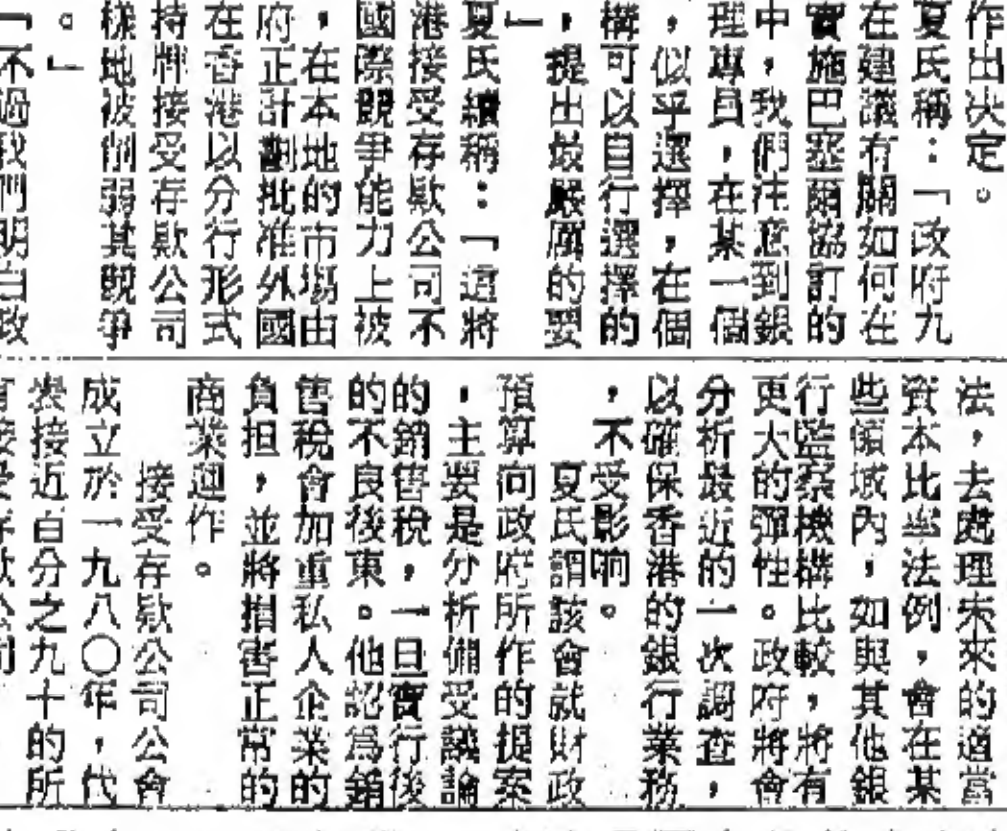 作出決定。
夏氏稱：「政府九
在建議有關如何在
實施巴塞爾協訂的
中，我們注意到銀
理專員，在某一個
，似乎選擇，在個
構可以自行選擇的
，提出最嚴厲的要
」
夏氏續稱：「這將
港接受存欵公司不
國際競爭能力上被
，在本地的市場由
府正計劃批准外國
在香港以分行形式
持牌接受存欵公司
樣地被削弱其競爭
。」
「不過我們明白政
法，去處理未來的適當
資本比率法例，會在某
些領域內，如與其他銀
行監察機構比較，將有
更大的彈性。政府將會
分析最近的一次調查，
以確保香港的銀行業務
，不受影响。
夏氏謂該會就財政
預算向政府所作的提案
，主要是分析備受議論
的銷售稅，一旦實行後
的不良後東。他認爲銷
售稅會加重私人企業的
負担，並將損害正常的
商業運作。
接受存欵公司公會
成立於一九八〇年，代
表接近百分之九十的所
有接受存欵公司